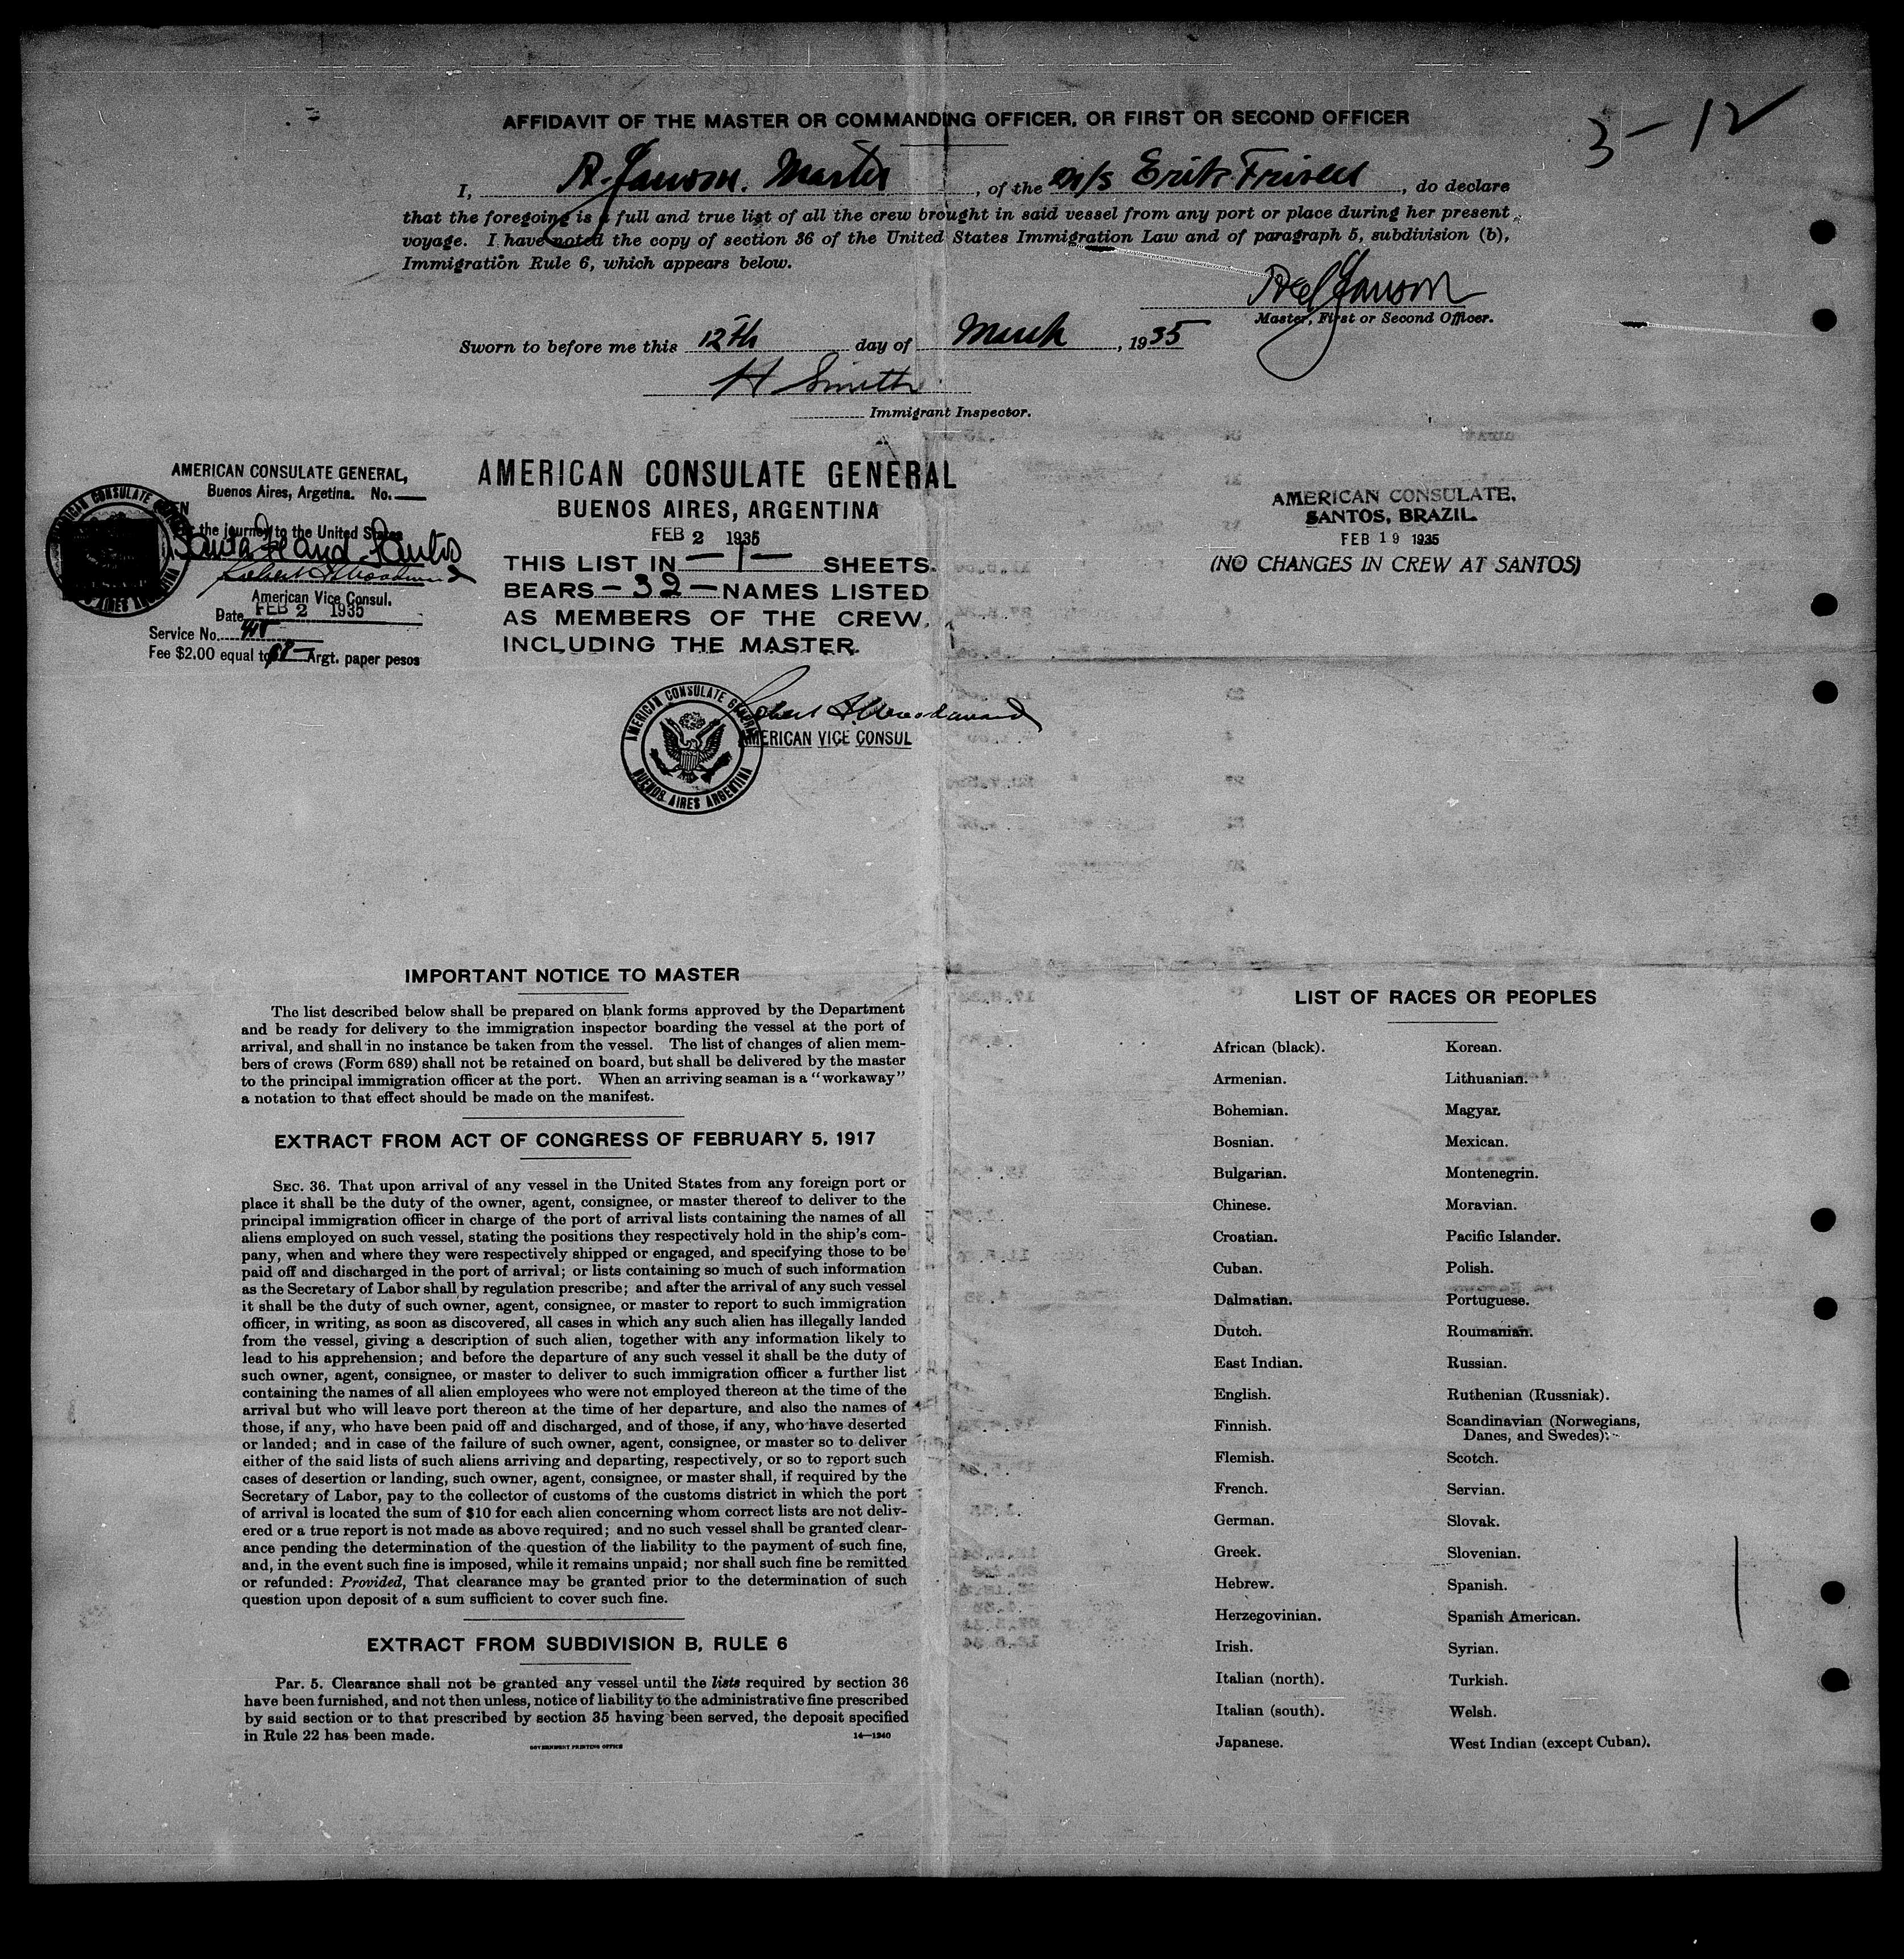 3-12
AFFIDAVIT OF THE MASTER OR COMMANDING OFFICER, OR FIRST OR SECOND OFFICER
I, A. Janson. Master, of the m/s Erik Frisell, do declare
that the foregoing is a full and true list of all the crew brought in said vessel from any port or place during her present
voyage. I have noted the copy of section 36 of the United States Immigration Law and of paragraph 5, subdivision (b),
Immigration Rule 6, which appears below.
Axel Janson
Master, First or Second Officer.
Sworn to before me this 12th day of March, 1935
H Smith
Immigrant Inspector.
AMERICAN CONSULATE GENERAL,
Buenos Aires, Argetina. No.
the journey to the United States
Santa Fe and Santos
Robert Woodward
American Vice Consul.
Date FEB 2 1935
Service No.
Fee $2.00 equal to Argt. paper pesos
AMERICAN CONSULATE GENERAL
BUENOS AIRES, ARGENTINA
FEB 2 1935
THIS LIST IN -1- SHEETS.
BEARS -32- NAMES LISTED
AS MEMBERS OF THE CREW,
INCLUDING THE MASTER.
Robert Woodward
AMERICAN VICE CONSUL
AMERICAN CONSULATE GENERAL
BUENOS AIRES ARGENTINA
AMERICAN CONSULATE,
SANTOS, BRAZIL.
FEB 19 1935
(NO CHANGES IN CREW AT SANTOS)
IMPORTANT NOTICE TO MASTER
The list described below shall be prepared on blank forms approved by the Department
and be ready for delivery to the immigration inspector boarding the vessel at the port of
arrival, and shall in no instance be taken from the vessel. The list of changes of alien mem-
bers of crews (Form 689) shall not be retained on board, but shall be delivered by the master
to the principal immigration officer at the port. When an arriving seaman is a "workaway"
a notation to that effect should be made on the manifest.
EXTRACT FROM ACT OF CONGRESS OF FEBRUARY 5, 1917
SEC. 36. That upon arrival of any vessel in the United States from any foreign port or
place it shall be the duty of the owner, agent, consignee, or master thereof to deliver to the
principal immigration officer in charge of the port of arrival lists containing the names of all
aliens employed on such vessel, stating the positions they respectively hold in the ship's com-
pany, when and where they were respectively shipped or engaged, and specifying those to be
paid off and discharged in the port of arrival; or lists containing so much of such information
as the Secretary of Labor shall by regulation prescribe; and after the arrival of any such vessel
it shall be the duty of such owner, agent, consignee, or master to report to such immigration
officer, in writing, as soon as discovered, all cases in which any such alien has illegally landed
from the vessel, giving a description of such alien, together with any information likely to
lead to his apprehension; and before the departure of any such vessel it shall be the duty of
such owner, agent, consignee, or master to deliver to such immigration officer a further list
containing the names of all alien employees who were not employed thereon at the time of the
arrival but who will leave port thereon at the time of her departure, and also the names of
those, if any, who have been paid off and discharged, and of those, if any, who have deserted
or landed; and in case of the failure of such owner, agent, consignee, or master so to deliver
either of the said lists of such aliens arriving and departing, respectively, or so to report such
cases of desertion or landing, such owner, agent, consignee, or master shall, if required by the
Secretary of Labor, pay to the collector of customs of the customs district in which the port
of arrival is located the sum of $10 for each alien concerning whom correct lists are not deliv-
ered or a true report is not made as above required; and no such vessel shall be granted clear-
ance pending the determination of the question of the liability to the payment of such fine,
and, in the event such fine is imposed, while it remains unpaid; nor shall such fine be remitted
or refunded: Provided, That clearance may be granted prior to the determination of such
question upon deposit of a sum sufficient to cover such fine.
EXTRACT FROM SUBDIVISION B, RULE 6
Par. 5. Clearance shall not be granted any vessel until the lists required by section 36
have been furnished, and not then unless, notice of liability to the administrative fine prescribed
by said section or to that prescribed by section 35 having been served, the deposit specified
in Rule 22 has been made. 14-1240
GOVERNMENT PRINTING OFFICE
LIST OF RACES OR PEOPLES
African (black). Korean.
Armenian. Lithuanian.
Bohemian. Magyar.
Bosnian. Mexican.
Bulgarian. Montenegrin.
Chinese. Moravian.
Croatian. Pacific Islander.
Cuban. Polish.
Dalmatian. Portuguese.
Dutch. Roumanian.
East Indian. Russian.
English. Ruthenian (Russniak).
Finnish. Scandinavian (Norwegians,
Danes, and Swedes).
Flemish. Scotch.
French. Servian.
German. Slovak.
Greek. Slovenian.
Hebrew. Spanish.
Herzegovinian. Spanish American.
Irish. Syrian.
Italian (north). Turkish.
Italian (south). Welsh.
Japanese. West Indian (except Cuban).